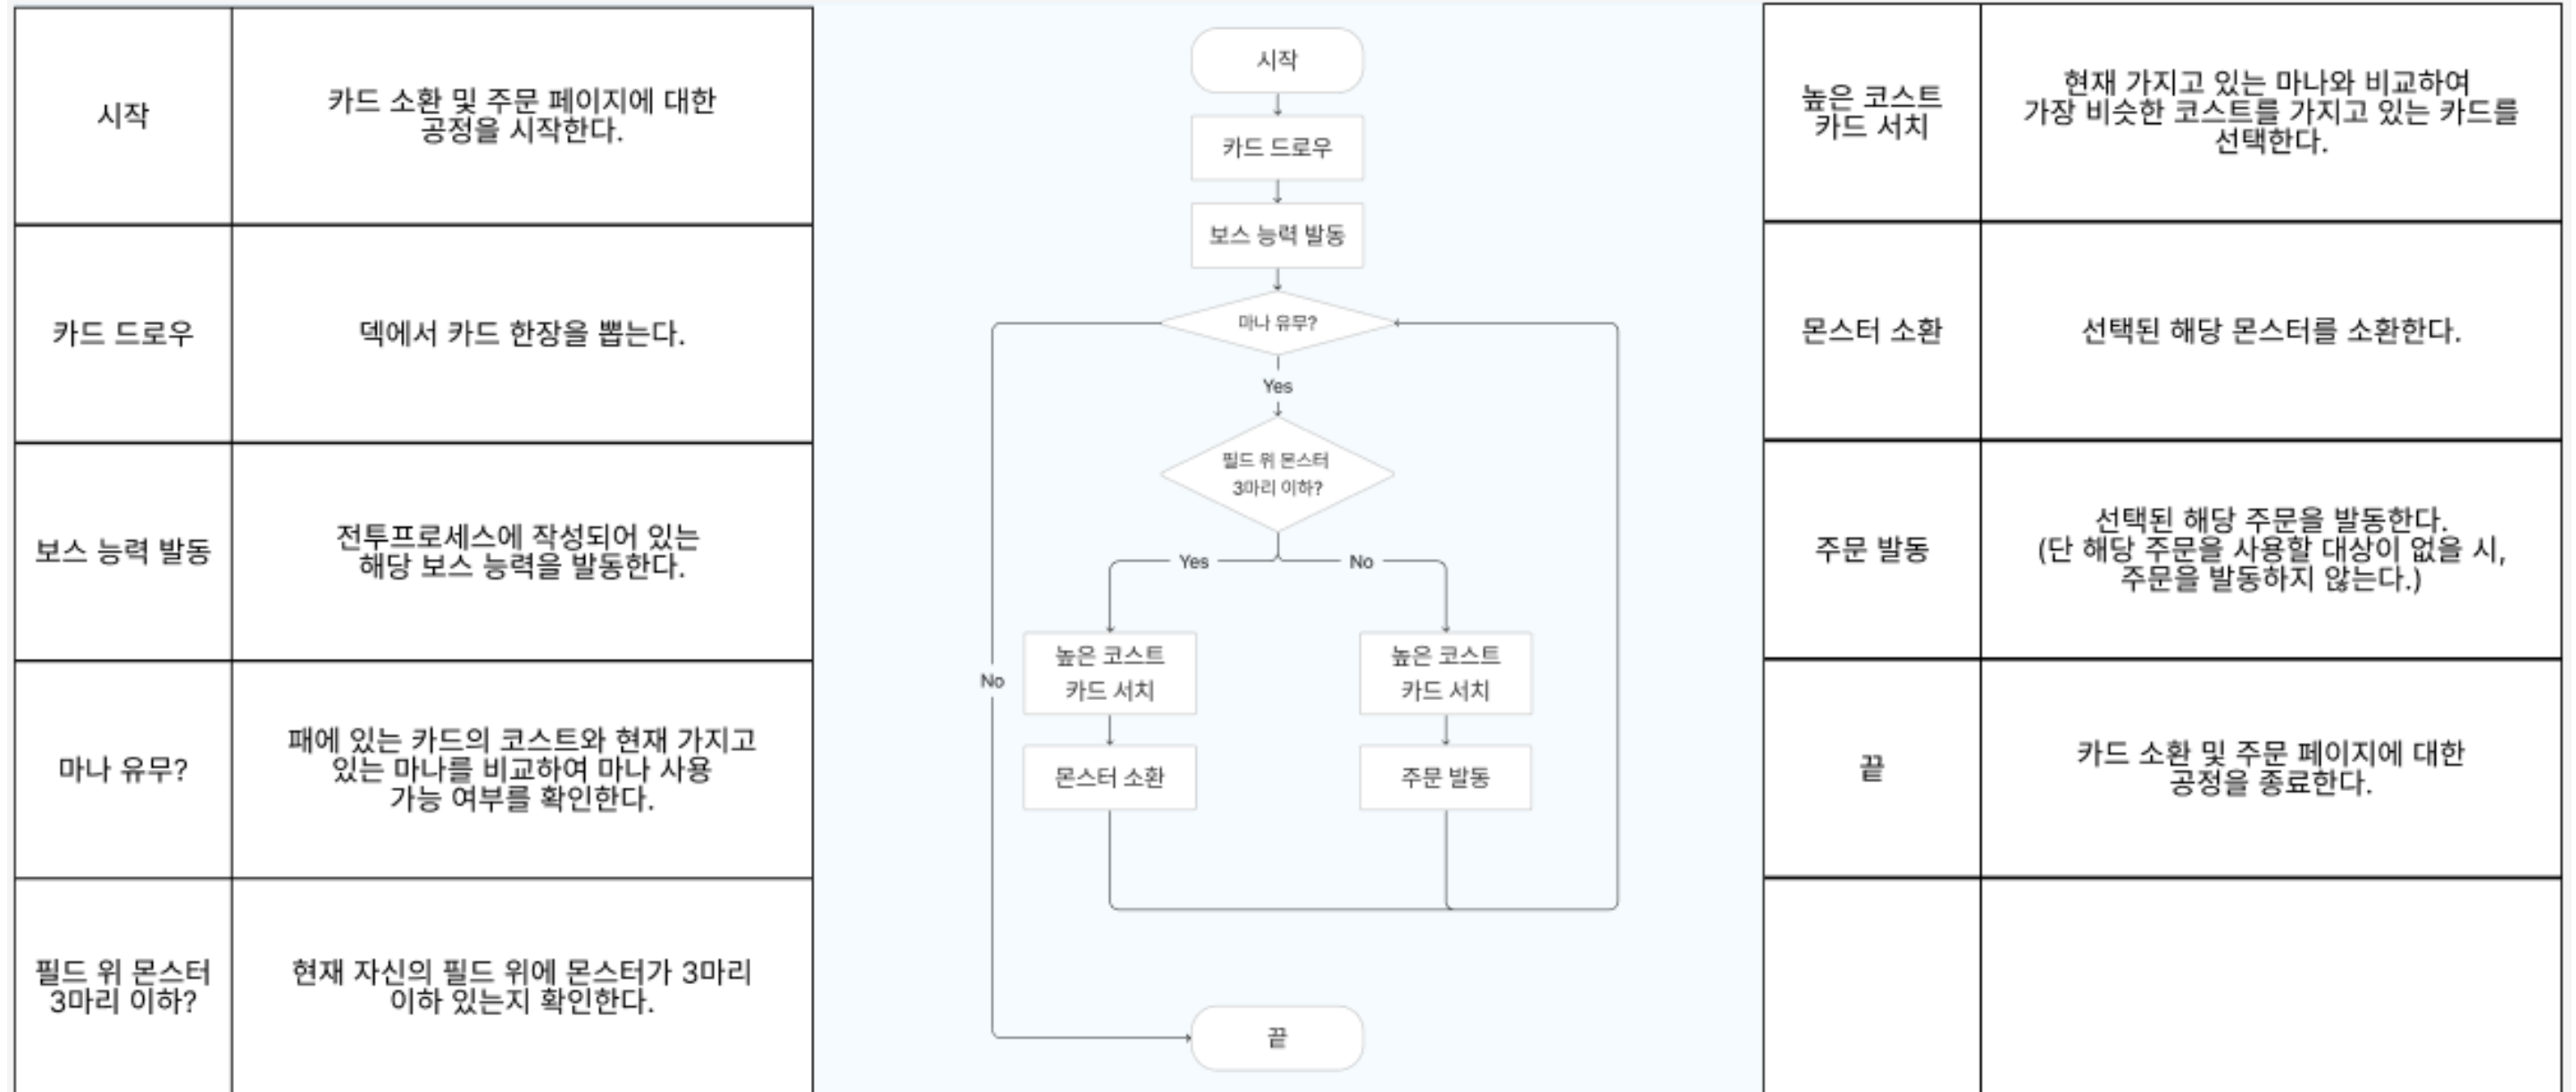 시작
카드 소환 및 주문 페이지에 대한
공정을 시작한다.
카드 드로우
덱에서 카드 한장을 뽑는다.
보스 능력 발동
전투프로세스에 작성되어 있는
해당 보스 능력을 발동한다.
마나 유무?
패에 있는 카드의 코스트와 현재 가지고
있는 마나를 비교하여 마나 사용
가능 여부를 확인한다.
필드 위 몬스터
3마리 이하?
현재 자신의 필드 위에 몬스터가 3마리
이하 있는지 확인한다.
시작
카드 드로우
보스 능력 발동
마나 유무?
Yes
필드 위 몬스터
3마리 이하?
Yes
No
높은 코스트
카드 서치
높은 코스트
카드 서치
No
몬스터 소환
주문 발동
끝
높은 코스트
카드 서치
현재 가지고 있는 마나와 비교하여
가장 비슷한 코스트를 가지고 있는 카드를
선택한다.
몬스터 소환
선택된 해당 몬스터를 소환한다.
주문 발동
선택된 해당 주문을 발동한다.
(단 해당 주문을 사용할 대상이 없을 시,
주문을 발동하지 않는다.)
끝
카드 소환 및 주문 페이지에 대한
공정을 종료한다.